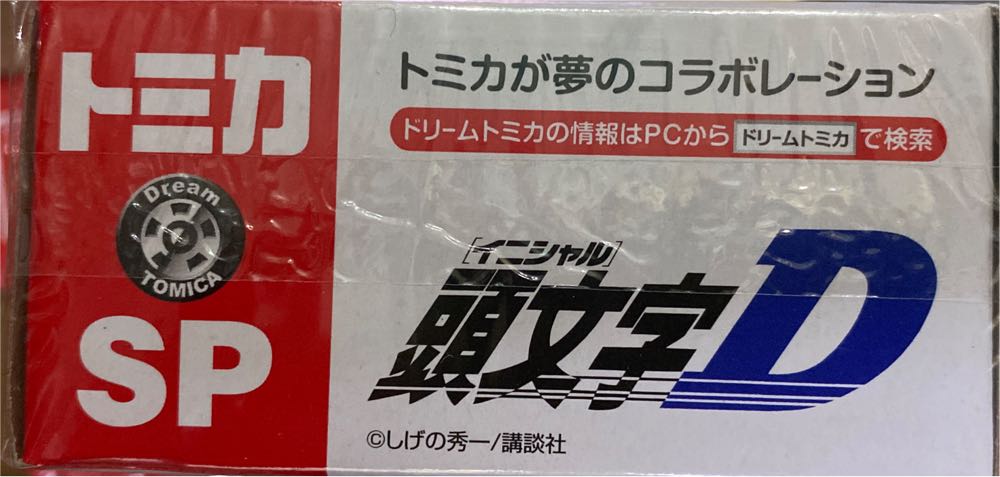 トミカ
Dream
TOMICA
SP
トミカが夢のコラボレーション
ドリームトミカの情報はPCから ドリームトミカ で検索
[イニシャル]
頭文字D
©しげの秀一/講談社